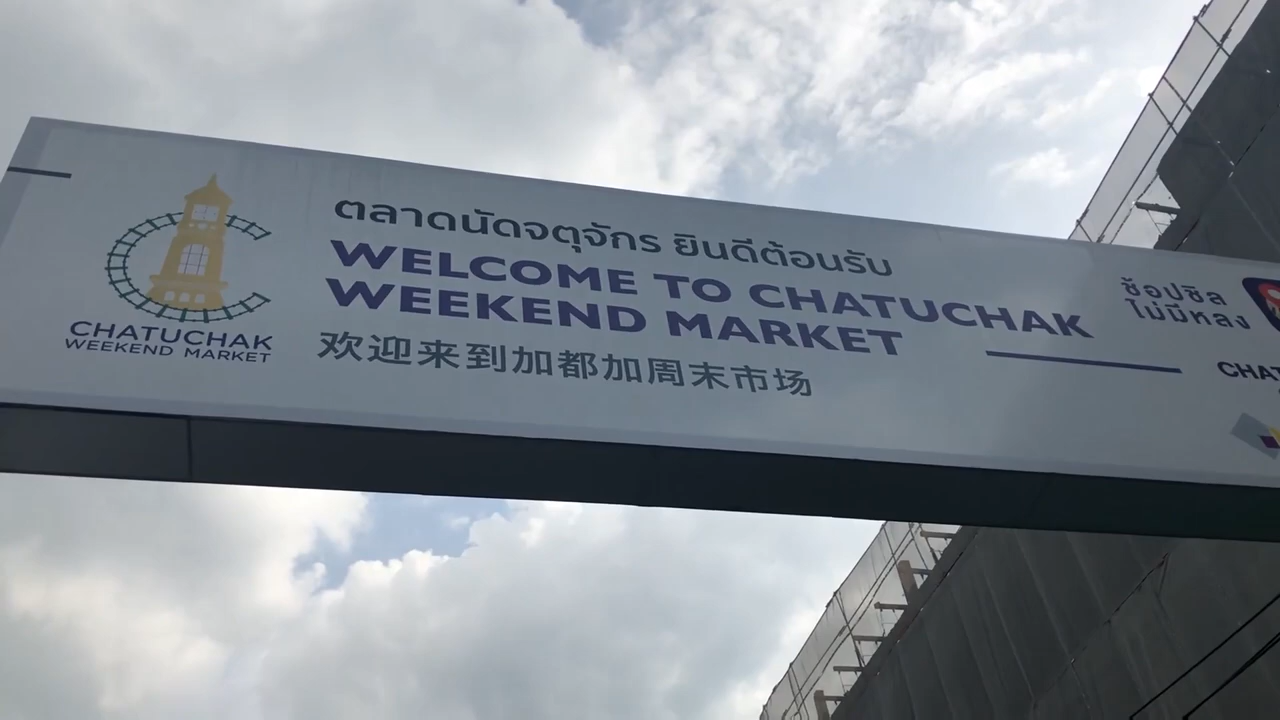 CHATUCHAK
WEEKEND MARKET
ตลาดนัดจตุจักร ยินดีต้อนรับ
WELCOME TO CHATUCHAK
WEEKEND MARKET
欢迎来到加都加周末市场
ช้อปชิล
ไม่มีหลง